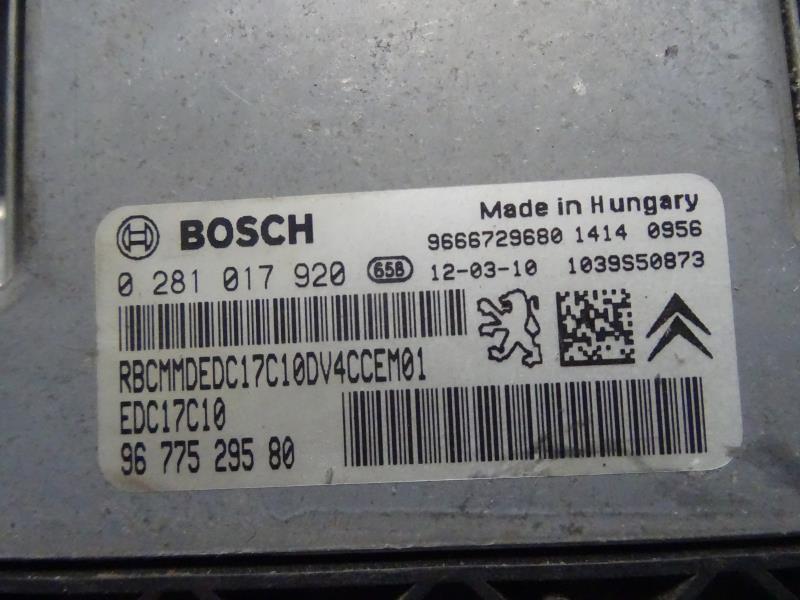 Made in Hungary
BOSCH
9666729680 1414 0956
0 281 017 920 658 12-03-10 1039S50873
RBCMMDEDC17C10DV4CCEM01
EDC17C10
96 775 295 80